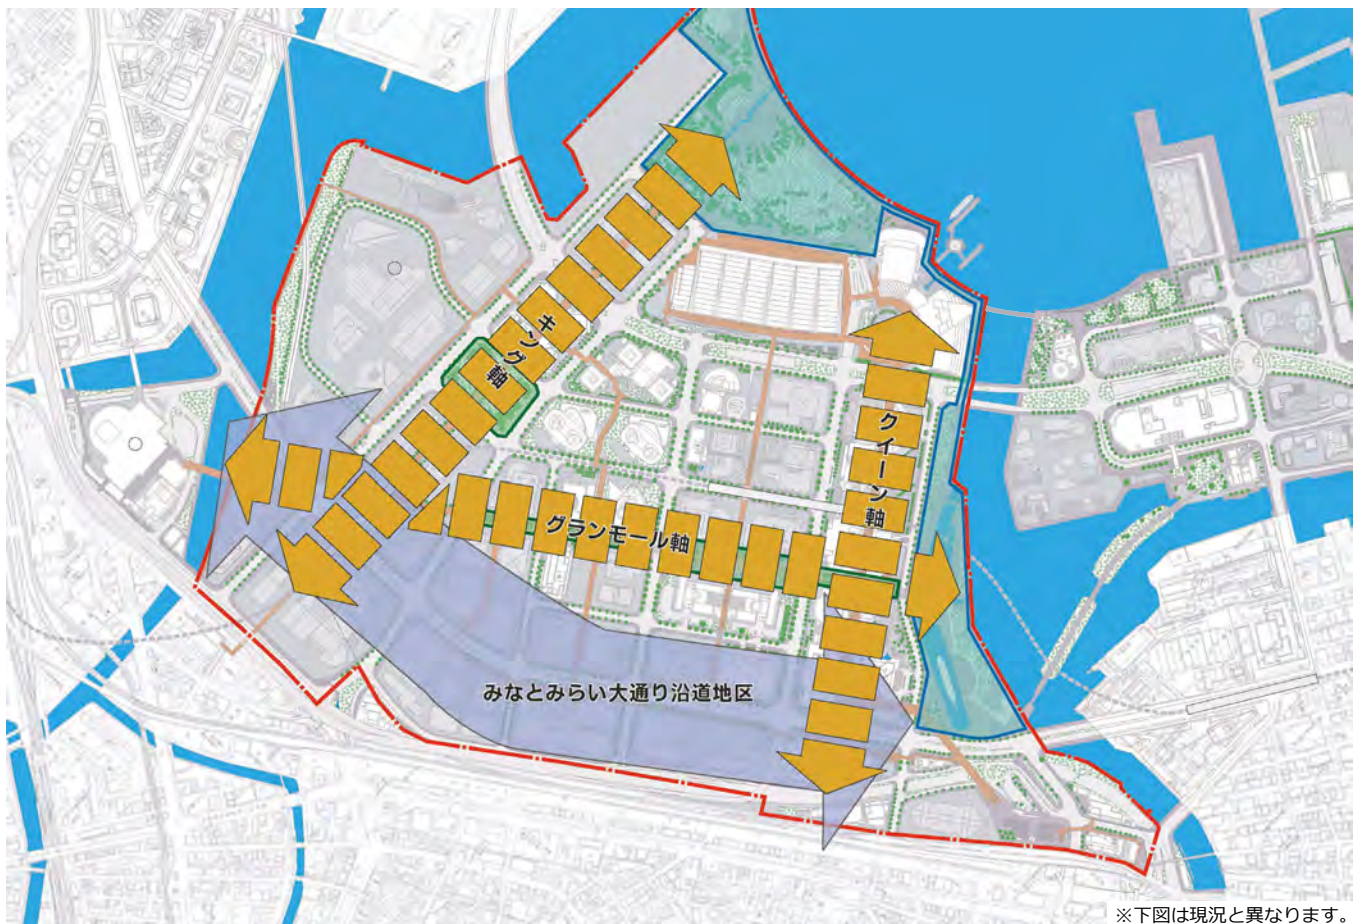 キング軸
クイーン軸
グランモール軸
みなとみらい大通り沿道地区
※下図は現況と異なります。